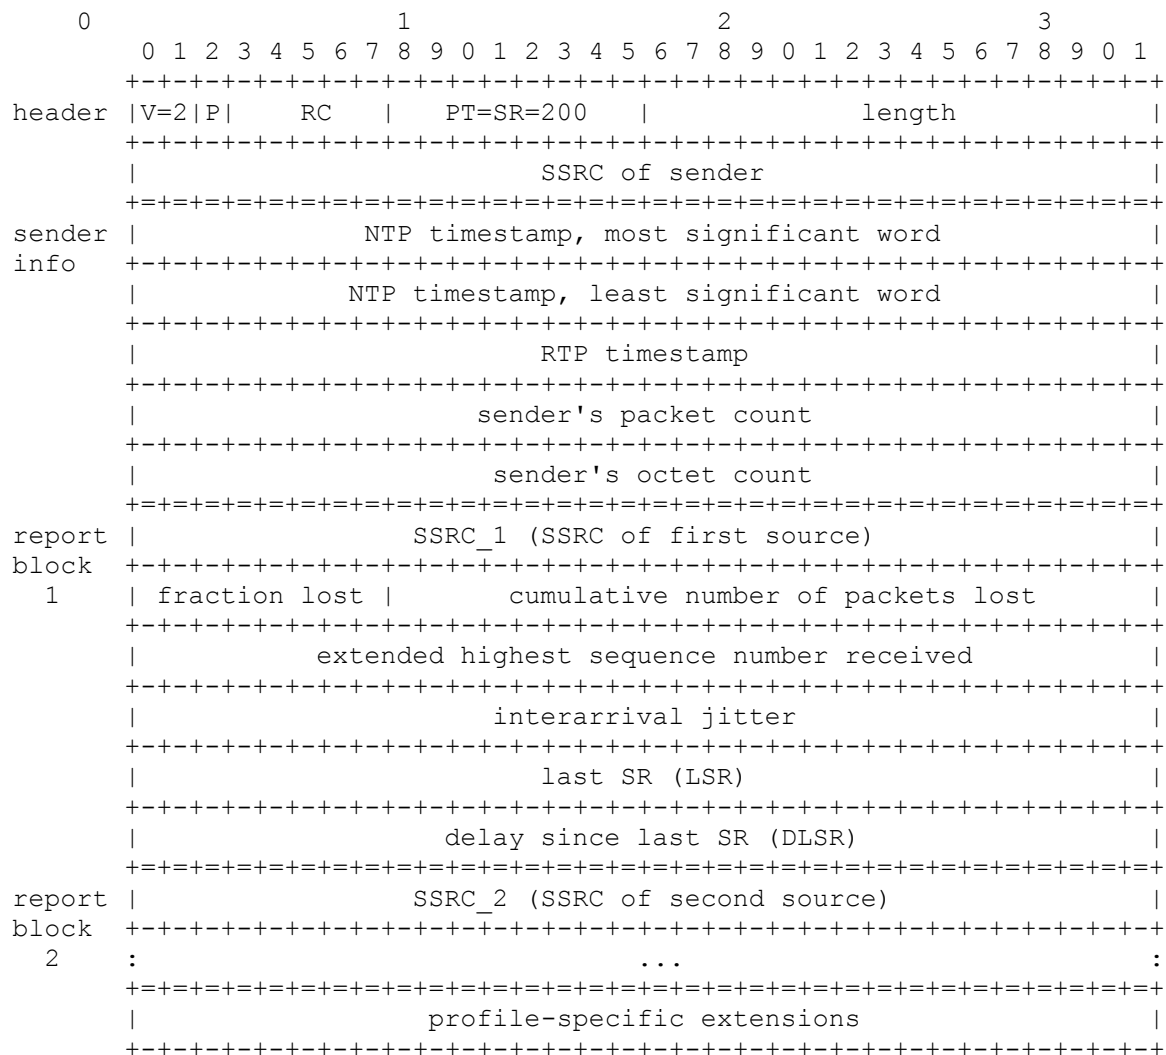 0                   1                   2                   3
        0 1 2 3 4 5 6 7 8 9 0 1 2 3 4 5 6 7 8 9 0 1 2 3 4 5 6 7 8 9 0 1
       +-+-+-+-+-+-+-+-+-+-+-+-+-+-+-+-+-+-+-+-+-+-+-+-+-+-+-+-+-+-+-+-+
header |V=2|P|    RC   |   PT=SR=200   |             length            |
       +-+-+-+-+-+-+-+-+-+-+-+-+-+-+-+-+-+-+-+-+-+-+-+-+-+-+-+-+-+-+-+-+
       |                         SSRC of sender                        |
       +=+=+=+=+=+=+=+=+=+=+=+=+=+=+=+=+=+=+=+=+=+=+=+=+=+=+=+=+=+=+=+=+
sender |              NTP timestamp, most significant word             |
info   +-+-+-+-+-+-+-+-+-+-+-+-+-+-+-+-+-+-+-+-+-+-+-+-+-+-+-+-+-+-+-+-+
       |             NTP timestamp, least significant word             |
       +-+-+-+-+-+-+-+-+-+-+-+-+-+-+-+-+-+-+-+-+-+-+-+-+-+-+-+-+-+-+-+-+
       |                         RTP timestamp                         |
       +-+-+-+-+-+-+-+-+-+-+-+-+-+-+-+-+-+-+-+-+-+-+-+-+-+-+-+-+-+-+-+-+
       |                     sender's packet count                     |
       +-+-+-+-+-+-+-+-+-+-+-+-+-+-+-+-+-+-+-+-+-+-+-+-+-+-+-+-+-+-+-+-+
       |                      sender's octet count                     |
       +=+=+=+=+=+=+=+=+=+=+=+=+=+=+=+=+=+=+=+=+=+=+=+=+=+=+=+=+=+=+=+=+
report |                 SSRC_1 (SSRC of first source)                 |
block  +-+-+-+-+-+-+-+-+-+-+-+-+-+-+-+-+-+-+-+-+-+-+-+-+-+-+-+-+-+-+-+-+
  1    | fraction lost |       cumulative number of packets lost       |
       +-+-+-+-+-+-+-+-+-+-+-+-+-+-+-+-+-+-+-+-+-+-+-+-+-+-+-+-+-+-+-+-+
       |           extended highest sequence number received           |
       +-+-+-+-+-+-+-+-+-+-+-+-+-+-+-+-+-+-+-+-+-+-+-+-+-+-+-+-+-+-+-+-+
       |                      interarrival jitter                      |
       +-+-+-+-+-+-+-+-+-+-+-+-+-+-+-+-+-+-+-+-+-+-+-+-+-+-+-+-+-+-+-+-+
       |                         last SR (LSR)                         |
       +-+-+-+-+-+-+-+-+-+-+-+-+-+-+-+-+-+-+-+-+-+-+-+-+-+-+-+-+-+-+-+-+
       |                   delay since last SR (DLSR)                  |
       +=+=+=+=+=+=+=+=+=+=+=+=+=+=+=+=+=+=+=+=+=+=+=+=+=+=+=+=+=+=+=+=+
report |                 SSRC_2 (SSRC of second source)                |
block  +-+-+-+-+-+-+-+-+-+-+-+-+-+-+-+-+-+-+-+-+-+-+-+-+-+-+-+-+-+-+-+-+
  2    :                               ...                             :
       +=+=+=+=+=+=+=+=+=+=+=+=+=+=+=+=+=+=+=+=+=+=+=+=+=+=+=+=+=+=+=+=+
       |                  profile-specific extensions                  |
       +-+-+-+-+-+-+-+-+-+-+-+-+-+-+-+-+-+-+-+-+-+-+-+-+-+-+-+-+-+-+-+-+